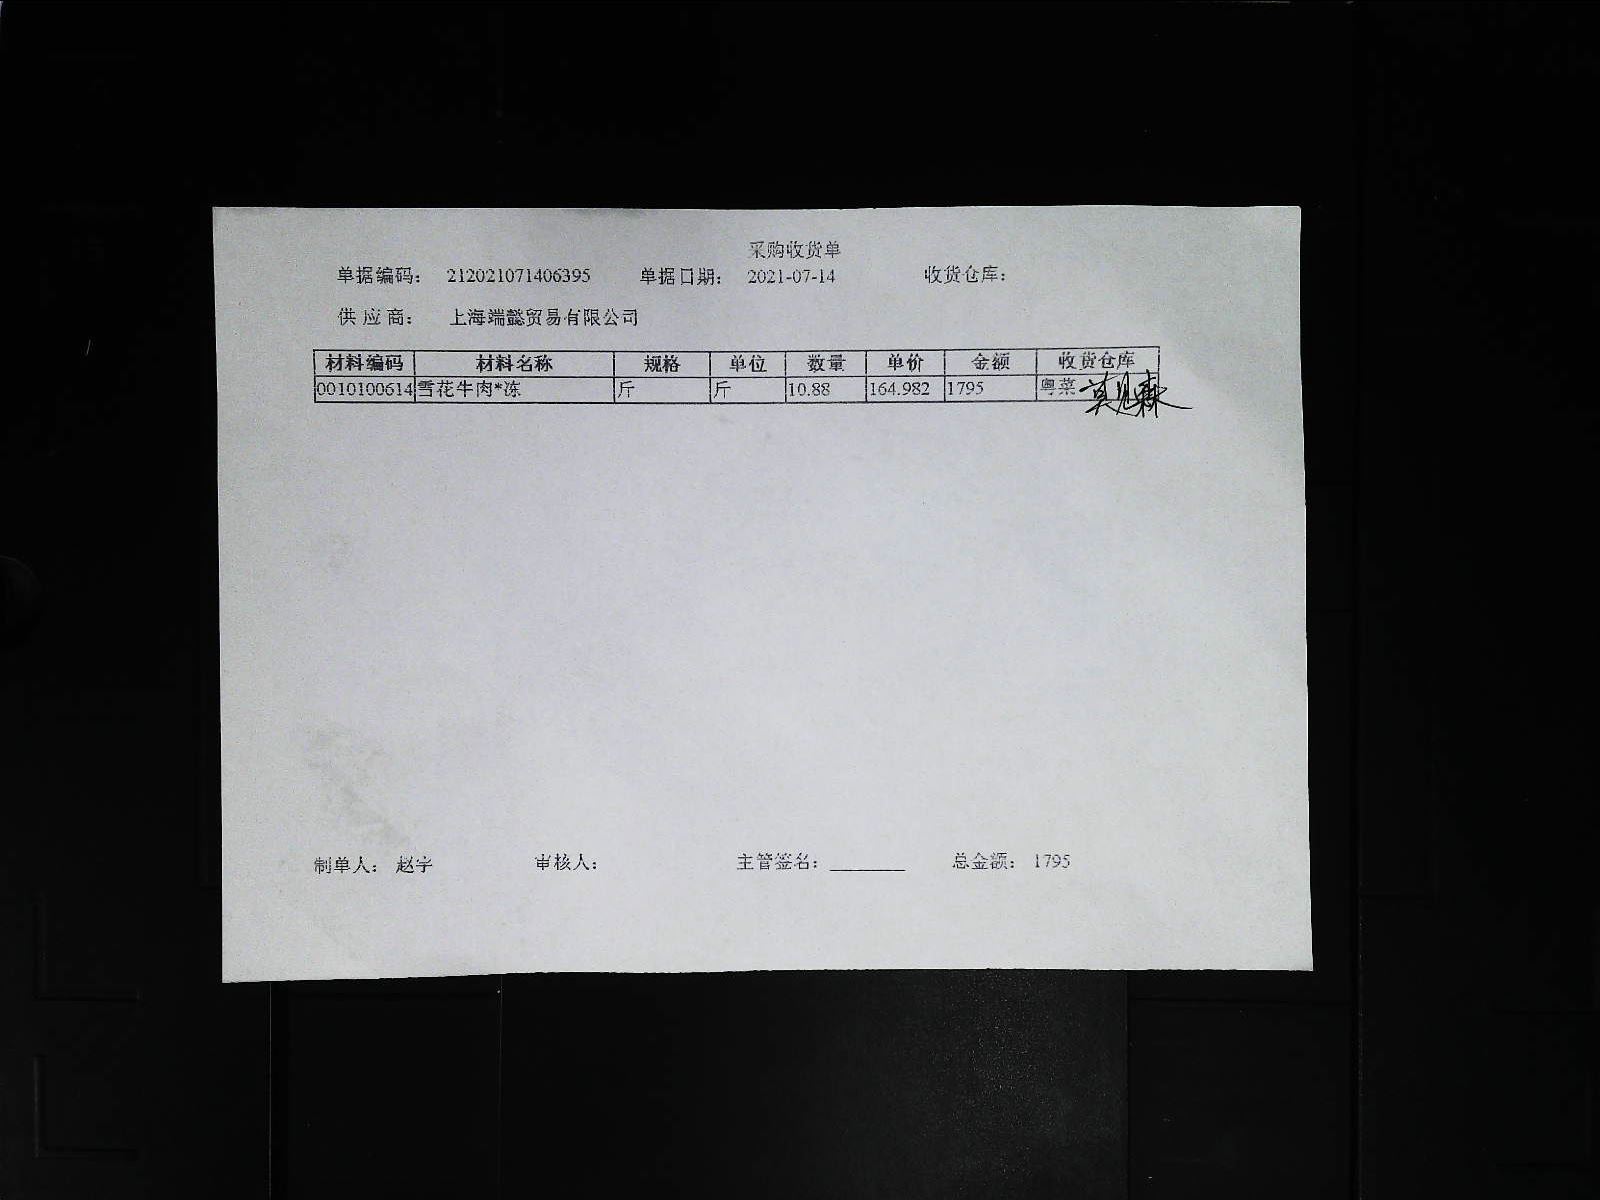 采购收货单
单据编码： 212021071406395 单据日期： 2021-07-14 收货仓库：
供应商： 上海端懿贸易有限公司
材料编码 材料名称 规格 单位 数量 单价 金额 收货仓库
0010100614 雪花牛肉*冻 斤 斤 10.88 164.982 1795 粤菜
制单人： 赵宇 审核人： 主管签名： ________ 总金额： 1795